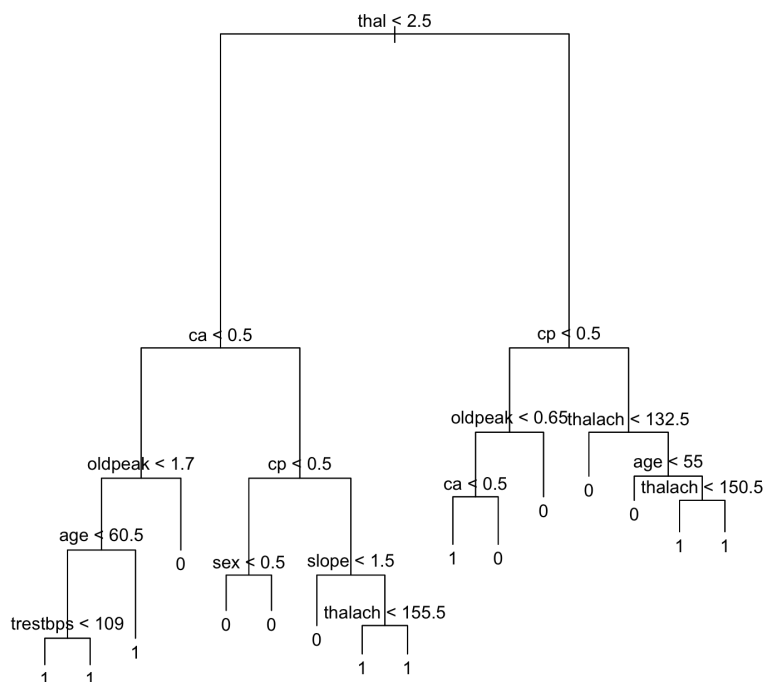 thal < 2.5
ca < 0.5
cp < 0.5
oldpeak < 0.65
thalach < 132.5
oldpeak < 1.7
cp < 0.5
age < 55
ca < 0.5
thalach < 150.5
0
0
0
age < 60.5
1
0
1
1
0
sex < 0.5
slope < 1.5
thalach < 155.5
trestbps < 109
0
0
0
1
1
1
1
1